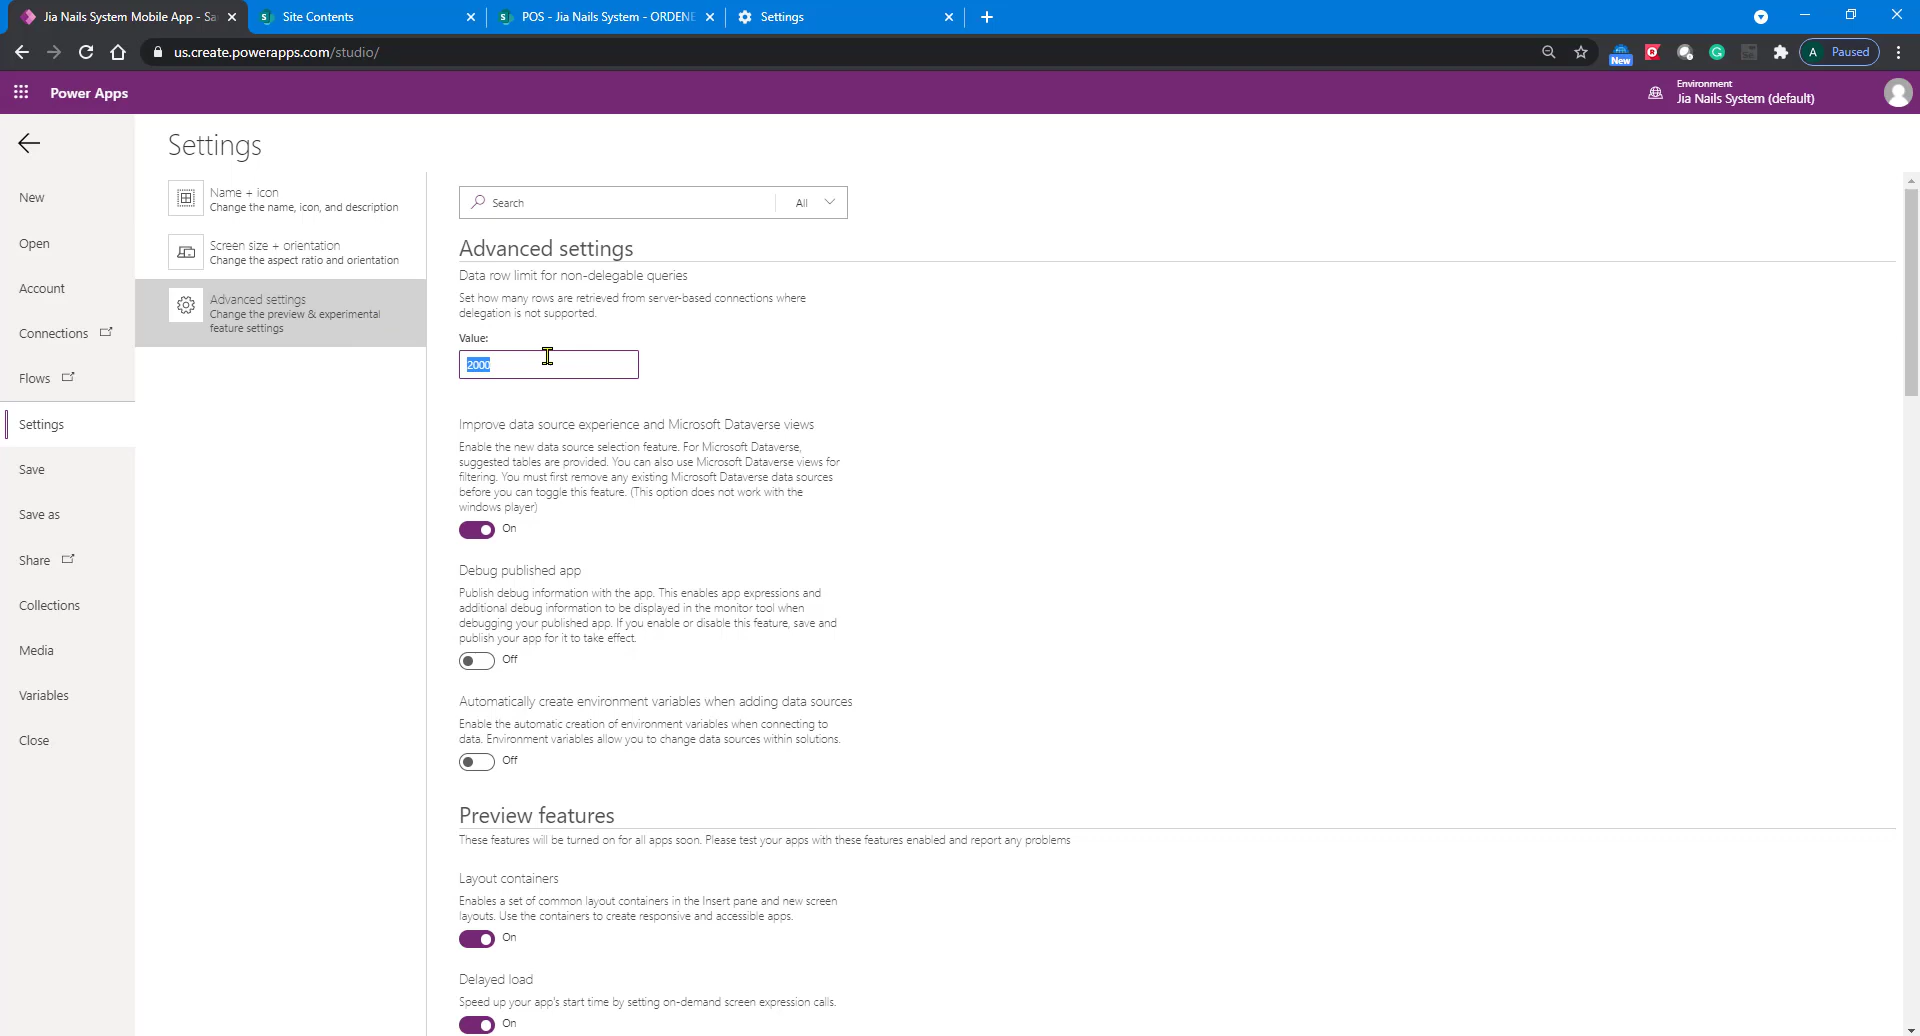 Jia Nails System Mobile App - Sa
Site Contents
POS - Jia Nails System - ORDENE
Settings
us.create.powerapps.com/studio/
New
A Paused
Power Apps
Environment
Jia Nails System (default)
New
Open
Account
Connections
Flows
Settings
Save
Save as
Share
Collections
Media
Variables
Close
Settings
Name + icon
Change the name, icon, and description
Screen size + orientation
Change the aspect ratio and orientation
Advanced settings
Change the preview & experimental
feature settings
Search
All
Advanced settings
Data row limit for non-delegable queries
Set how many rows are retrieved from server-based connections where
delegation is not supported.
Value:
2000
Improve data source experience and Microsoft Dataverse views
Enable the new data source selection feature. For Microsoft Dataverse,
suggested tables are provided. You can also use Microsoft Dataverse views for
filtering. You must first remove any existing Microsoft Dataverse data sources
before you can toggle this feature. (This option does not work with the
windows player)
On
Debug published app
Publish debug information with the app. This enables app expressions and
additional debug information to be displayed in the monitor tool when
debugging your published app. If you enable or disable this feature, save and
publish your app for it to take effect.
Off
Automatically create environment variables when adding data sources
Enable the automatic creation of environment variables when connecting to
data. Environment variables allow you to change data sources within solutions.
Off
Preview features
These features will be turned on for all apps soon. Please test your apps with these features enabled and report any problems
Layout containers
Enables a set of common layout containers in the Insert pane and new screen
layouts. Use the containers to create responsive and accessible apps.
On
Delayed load
Speed up your app's start time by setting on-demand screen expression calls.
On